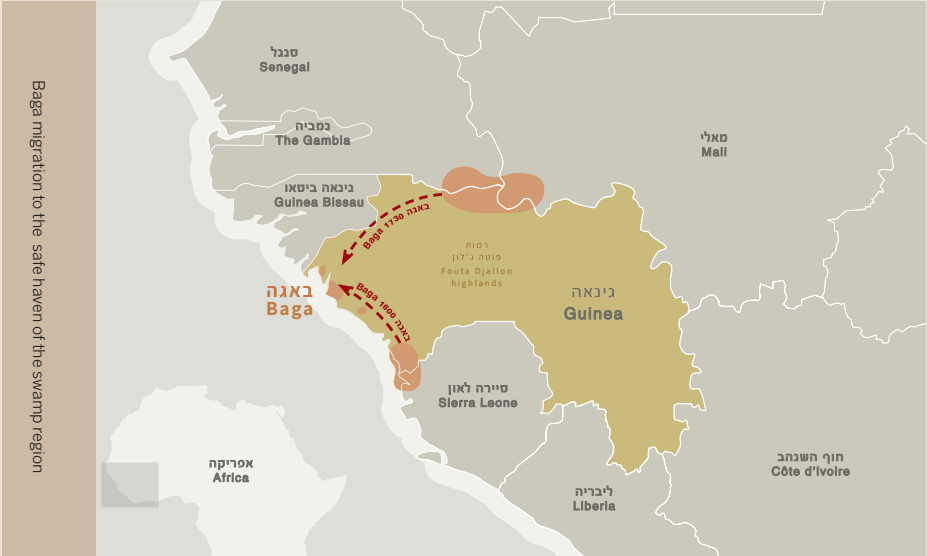 Baga migration to the safe haven of the swamp region
סנגל
Senegal
גמביה
The Gambia
מאלי
Mali
גינאה ביסאו
Guinea Bissau
באגה 1730 Baga
רמות
פוטה ג'לון
Fouta Djallon
highlands
באגה
Baga
באגה 1600 Baga
גינאה
Guinea
סיירה לאון
Sierra Leone
אפריקה
Africa
חוף השנהב
Côte d'Ivoire
ליבריה
Liberia